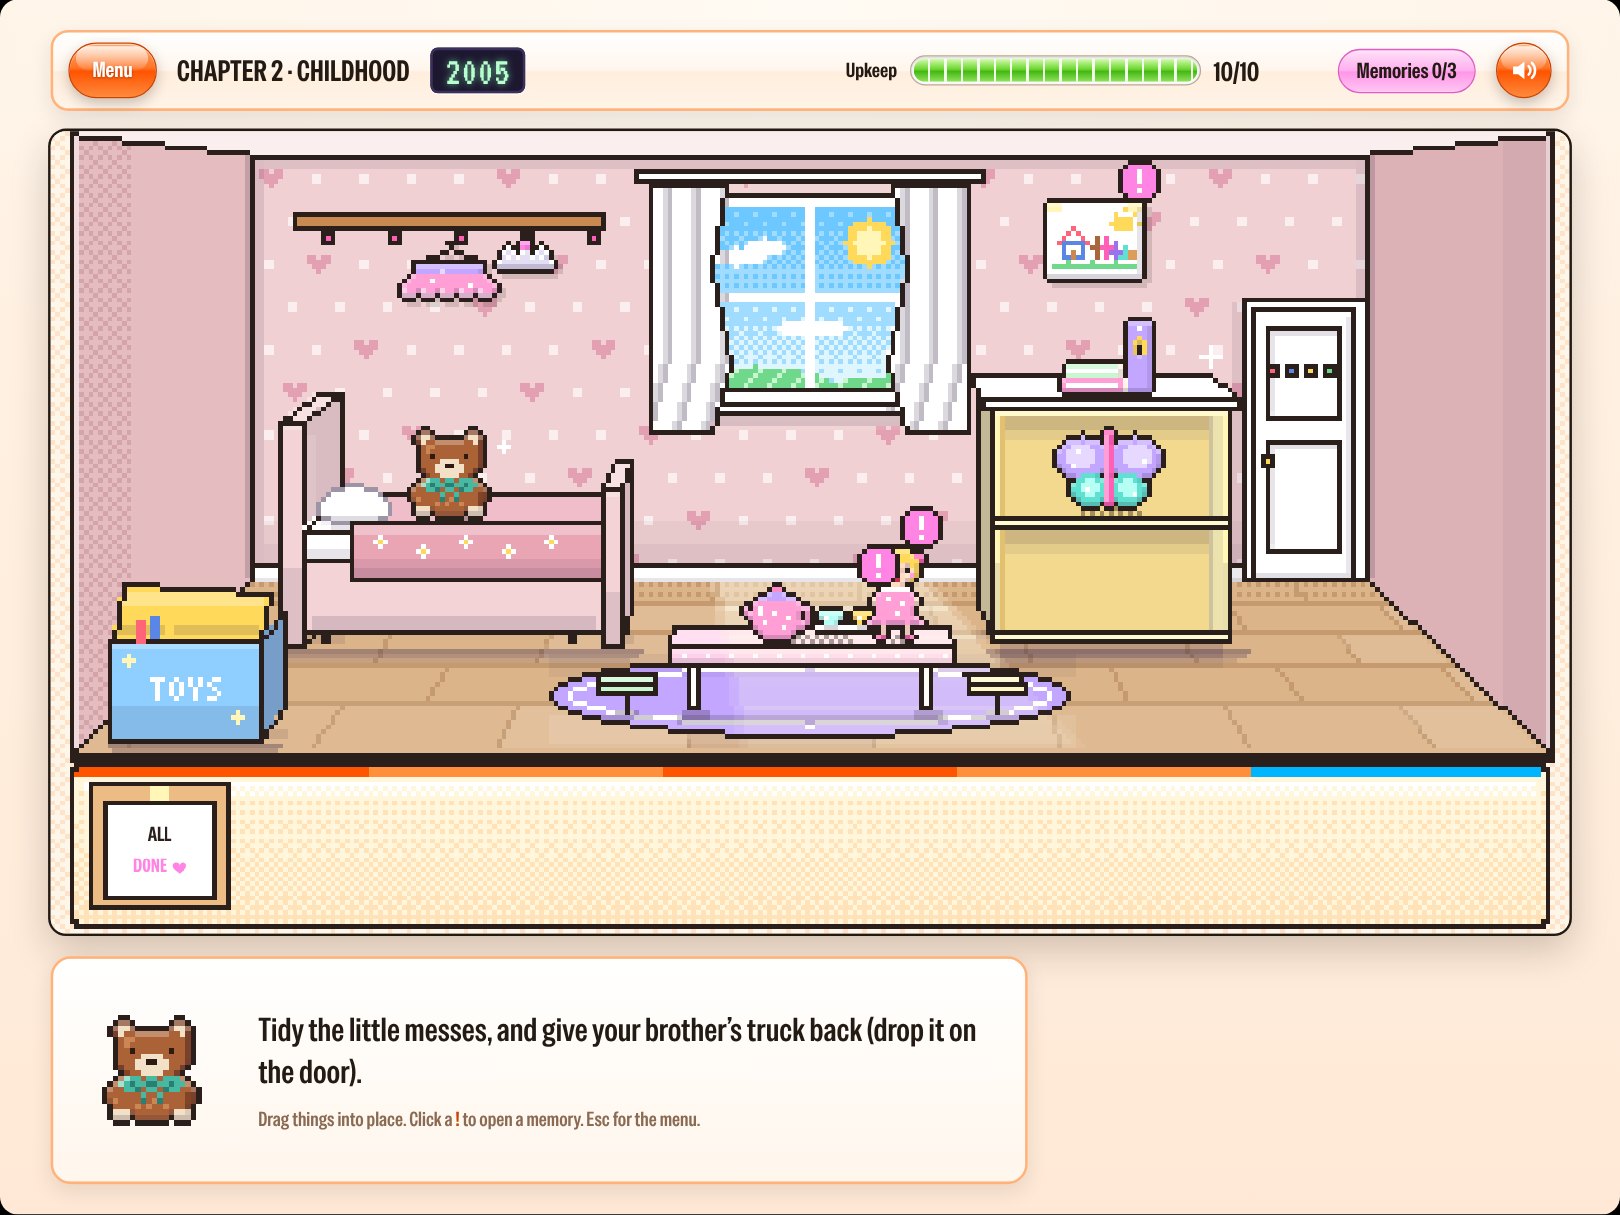 Menu
CHAPTER 2 · CHILDHOOD
2005
Upkeep
10/10
Memories 0/3
!
!
!
TOYS
ALL
DONE ♥
Tidy the little messes, and give your brother’s truck back (drop it on
the door).
Drag things into place. Click a ! to open a memory. Esc for the menu.